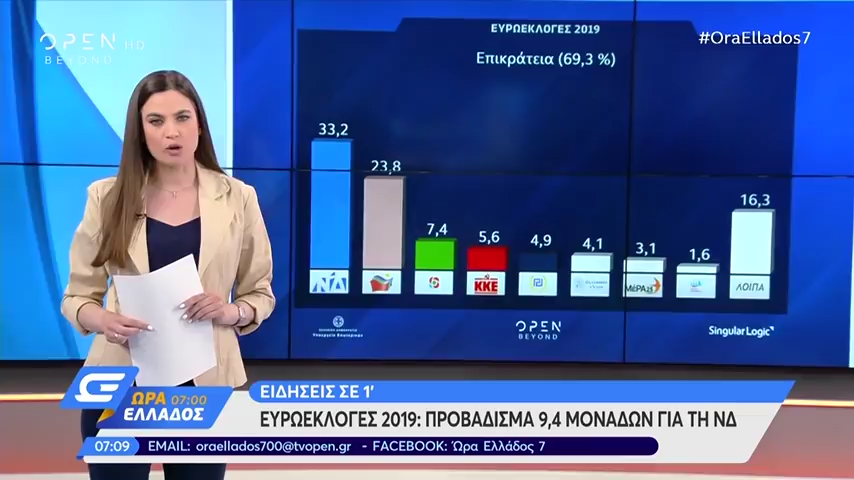 OPEN HD
BEYOND
#OraEllados7
ΕΥΡΩΕΚΛΟΓΕΣ 2019
Επικράτεια (69,3 %)
33,2
23,8
7,4
5,6
4,9
4,1
3,1
1,6
16,3
ΝΔ
ΚΚΕ
ΜέΡΑ25
ΛΟΙΠΑ
OPEN
BEYOND
SingularLogic
ΩΡΑ 07:00
ΕΛΛΑΔΟΣ
ΕΙΔΗΣΕΙΣ ΣΕ 1'
ΕΥΡΩΕΚΛΟΓΕΣ 2019: ΠΡΟΒΑΔΙΣΜΑ 9,4 ΜΟΝΑΔΩΝ ΓΙΑ ΤΗ ΝΔ
07:09 EMAIL: oraellados700@tvopen.gr - FACEBOOK: Ώρα Ελλάδος 7